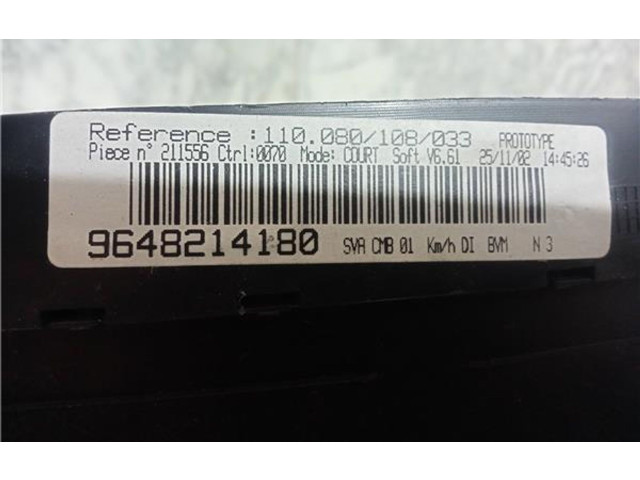 Reference :110.080/108/033 PROTOTYPE
Piece n° 211556 Ctrl:0070 Mode: COURT Soft V6.61 25/11/02 14:45:26
9648214180 SVA CMB 01 Km/h DI BVM N 3